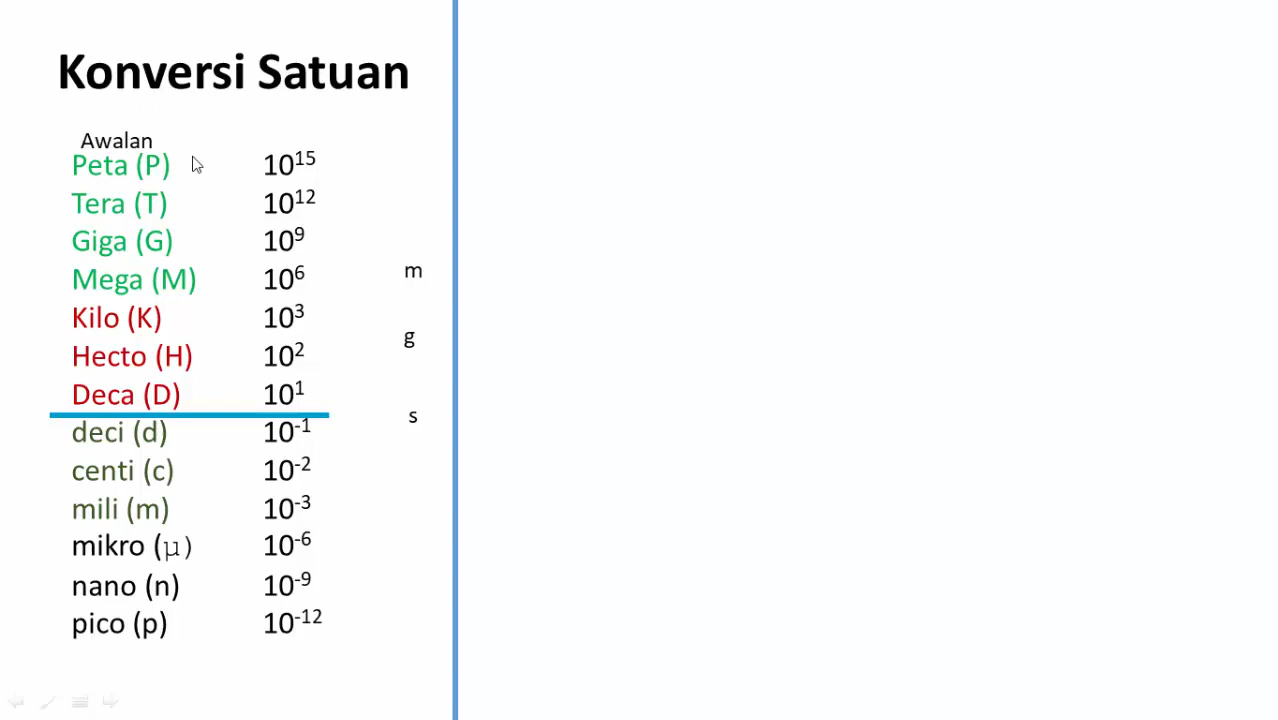 Konversi Satuan
Awalan
Peta (P) 10¹⁵
Tera (T) 10¹²
Giga (G) 10⁹
Mega (M) 10⁶
m
Kilo (K) 10³
g
Hecto (H) 10²
Deca (D) 10¹
s
deci (d) 10⁻¹
centi (c) 10⁻²
mili (m) 10⁻³
mikro (μ) 10⁻⁶
nano (n) 10⁻⁹
pico (p) 10⁻¹²